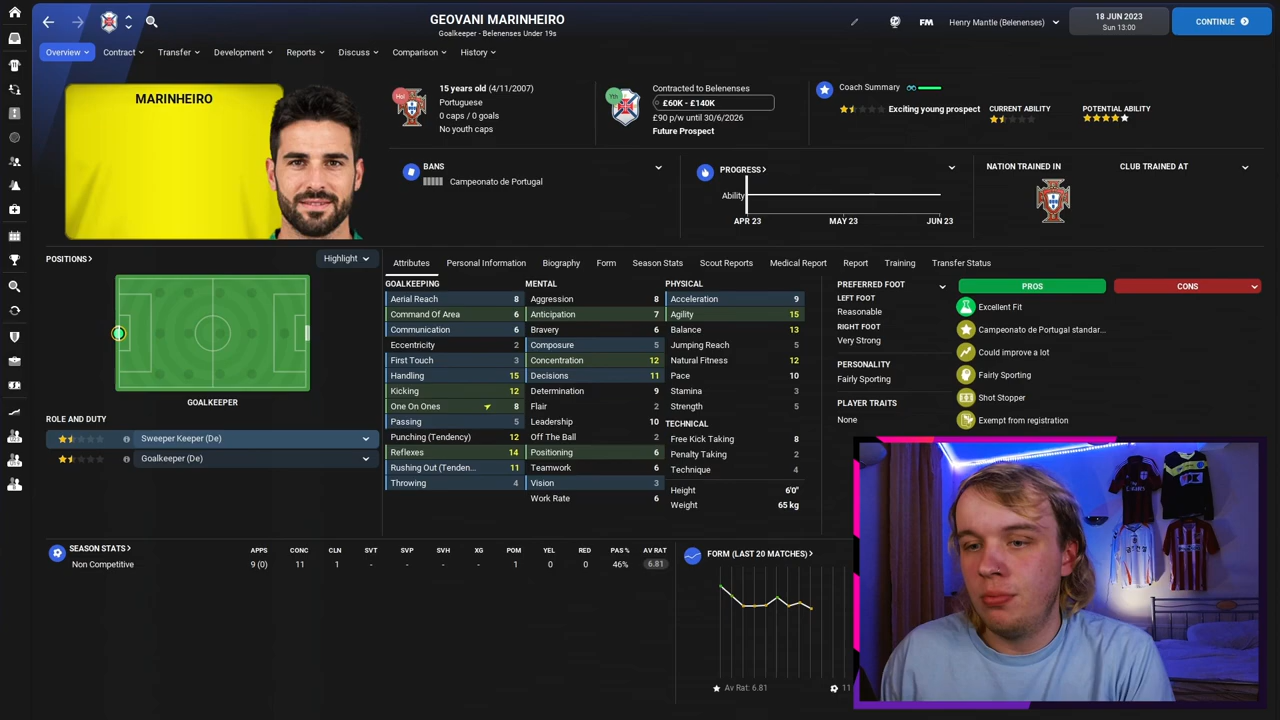 GEOVANI MARINHEIRO
Goalkeeper - Belenenses Under 19s
FM
Henry Mantle (Belenenses)
18 JUN 2023
Sun 13:00
CONTINUE
Overview
Contract
Transfer
Development
Reports
Discuss
Comparison
History
MARINHEIRO
Hol
15 years old (4/11/2007)
Portuguese
0 caps / 0 goals
No youth caps
Yth
Contracted to Belenenses
£60K - £140K
£90 p/w until 30/6/2026
Future Prospect
Coach Summary
Exciting young prospect
CURRENT ABILITY
POTENTIAL ABILITY
BANS
Campeonato de Portugal
PROGRESS
Ability
APR 23
MAY 23
JUN 23
NATION TRAINED IN
CLUB TRAINED AT
POSITIONS
Highlight
GOALKEEPER
ROLE AND DUTY
Sweeper Keeper (De)
Goalkeeper (De)
Attributes
Personal Information
Biography
Form
Season Stats
Scout Reports
Medical Report
Report
Training
Transfer Status
GOALKEEPING
Aerial Reach 8
Command Of Area 6
Communication 6
Eccentricity 2
First Touch 3
Handling 15
Kicking 12
One On Ones 8
Passing 5
Punching (Tendency) 12
Reflexes 14
Rushing Out (Tenden... 11
Throwing 4
MENTAL
Aggression 8
Anticipation 7
Bravery 6
Composure 5
Concentration 12
Decisions 11
Determination 9
Flair 2
Leadership 10
Off The Ball 2
Positioning 6
Teamwork 6
Vision 3
Work Rate 6
PHYSICAL
Acceleration 9
Agility 15
Balance 13
Jumping Reach 5
Natural Fitness 12
Pace 10
Stamina 3
Strength 5
TECHNICAL
Free Kick Taking 8
Penalty Taking 2
Technique 4
Height 6'0"
Weight 65 kg
PREFERRED FOOT
LEFT FOOT
Reasonable
RIGHT FOOT
Very Strong
PERSONALITY
Fairly Sporting
PLAYER TRAITS
None
PROS
CONS
Excellent Fit
Campeonato de Portugal standar...
Could improve a lot
Fairly Sporting
Shot Stopper
Exempt from registration
SEASON STATS
APPS CONC CLN SVT SVP SVH XG POM YEL RED PAS % AV RAT
Non Competitive 9 (0) 11 1 - - - - 1 0 0 46% 6.81
FORM (LAST 20 MATCHES)
Av Rat: 6.81
11